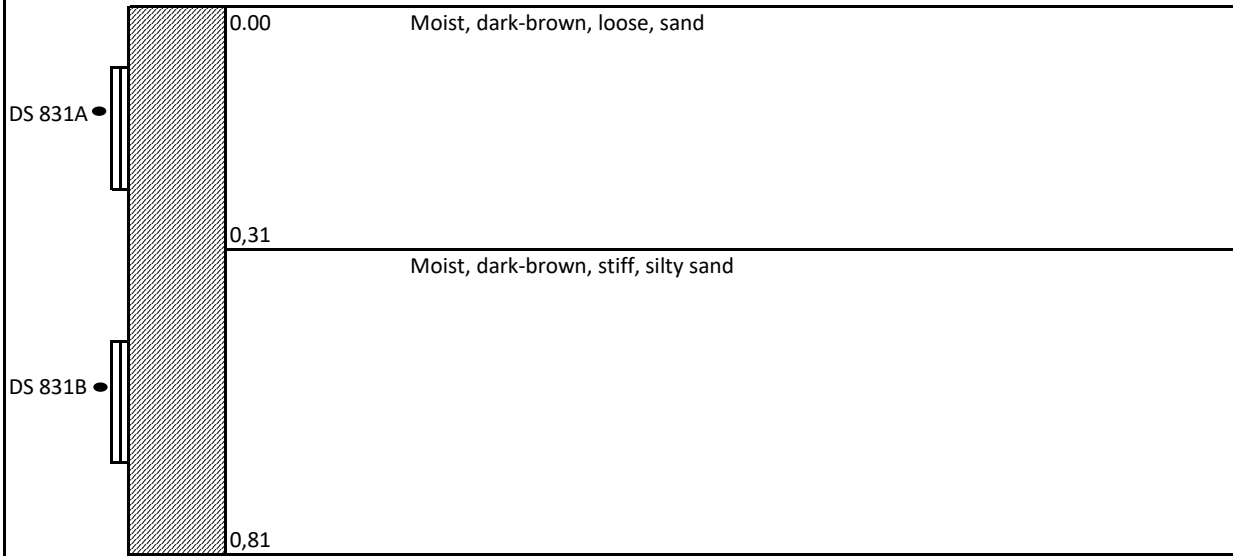 0.00 Moist, dark-brown, loose, sand
DS 831A
0,31
Moist, dark-brown, stiff, silty sand
DS 831B
0,81